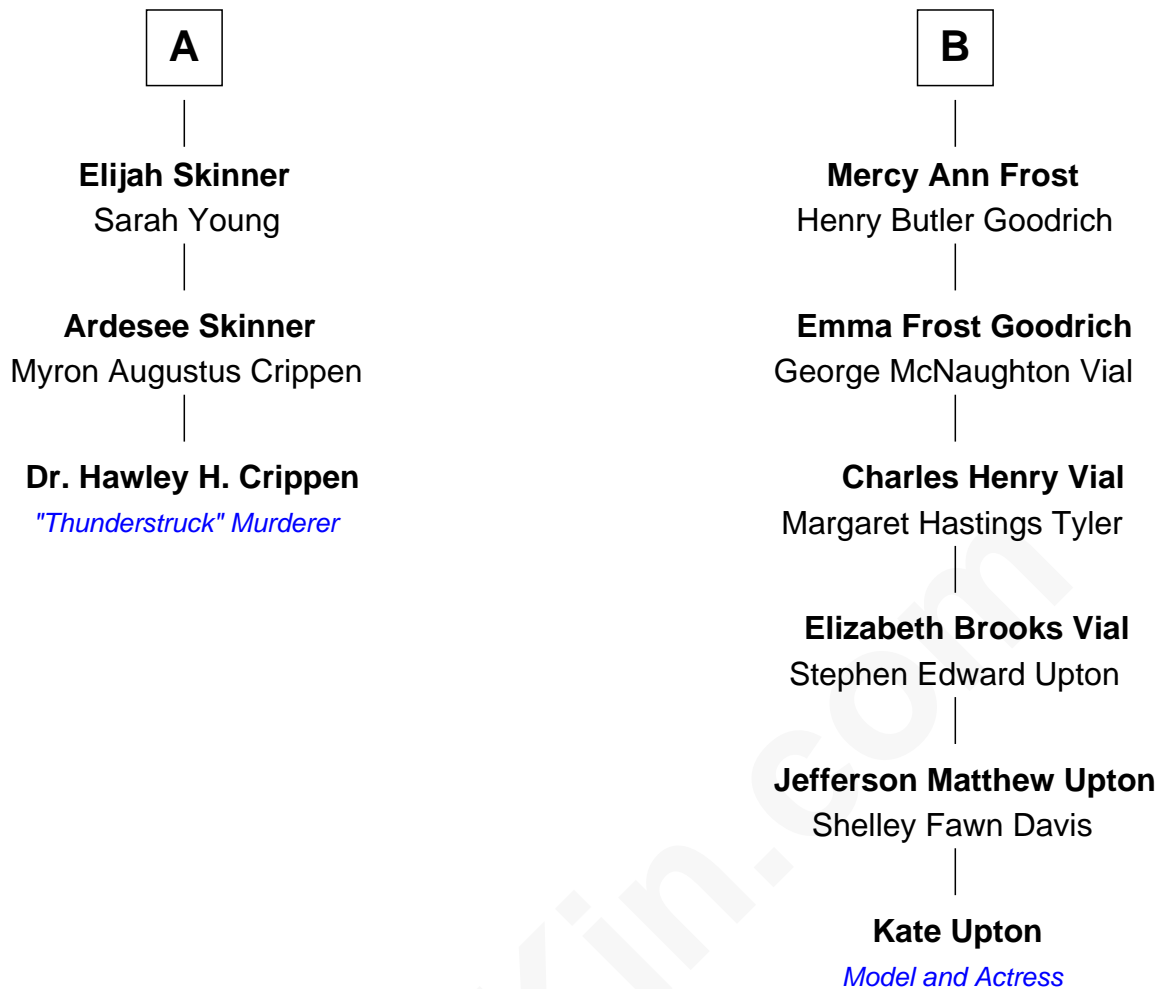 A
Elijah Skinner
Sarah Young
Ardesee Skinner
Myron Augustus Crippen
Dr. Hawley H. Crippen
"Thunderstruck" Murderer
B
Mercy Ann Frost
Henry Butler Goodrich
Emma Frost Goodrich
George McNaughton Vial
Charles Henry Vial
Margaret Hastings Tyler
Elizabeth Brooks Vial
Stephen Edward Upton
Jefferson Matthew Upton
Shelley Fawn Davis
Kate Upton
Model and Actress
Kin.com